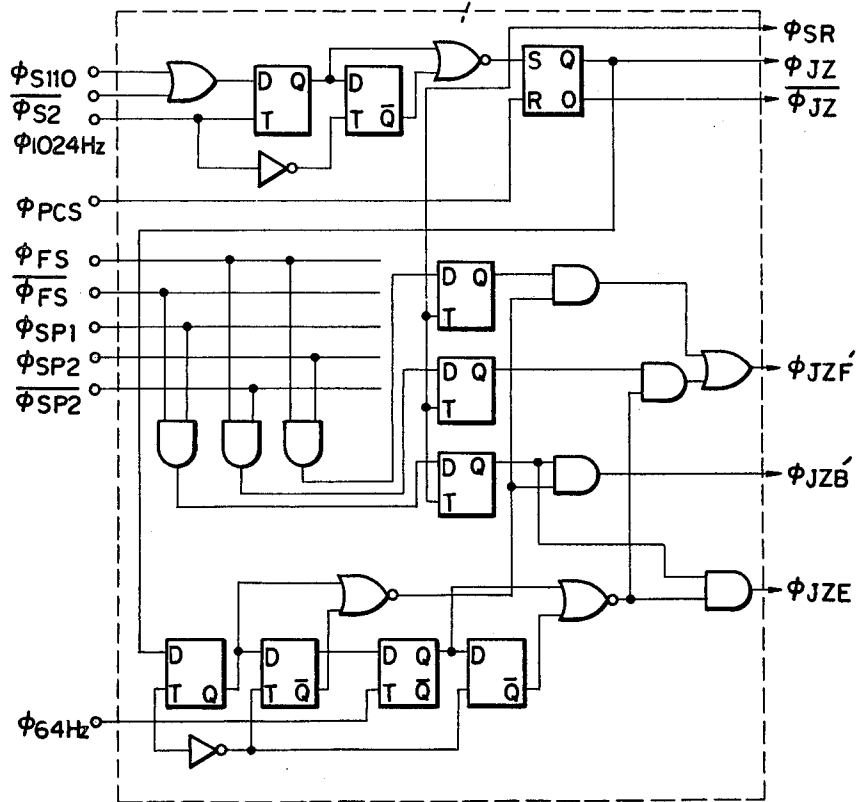 φSR
S Q
φJZ
R O
φJZ̅
φS110
φS2̅
φ1024Hz
D Q
T
D
T Q̅
φPCS
φFS
φFS̅
φSP1
φSP2
φSP2̅
D Q
T
D Q
T
D Q
T
φJZF′
φJZB′
φJZE
D
T Q
D
T Q̅
D Q
T Q̅
D
Q̅
φ64Hz